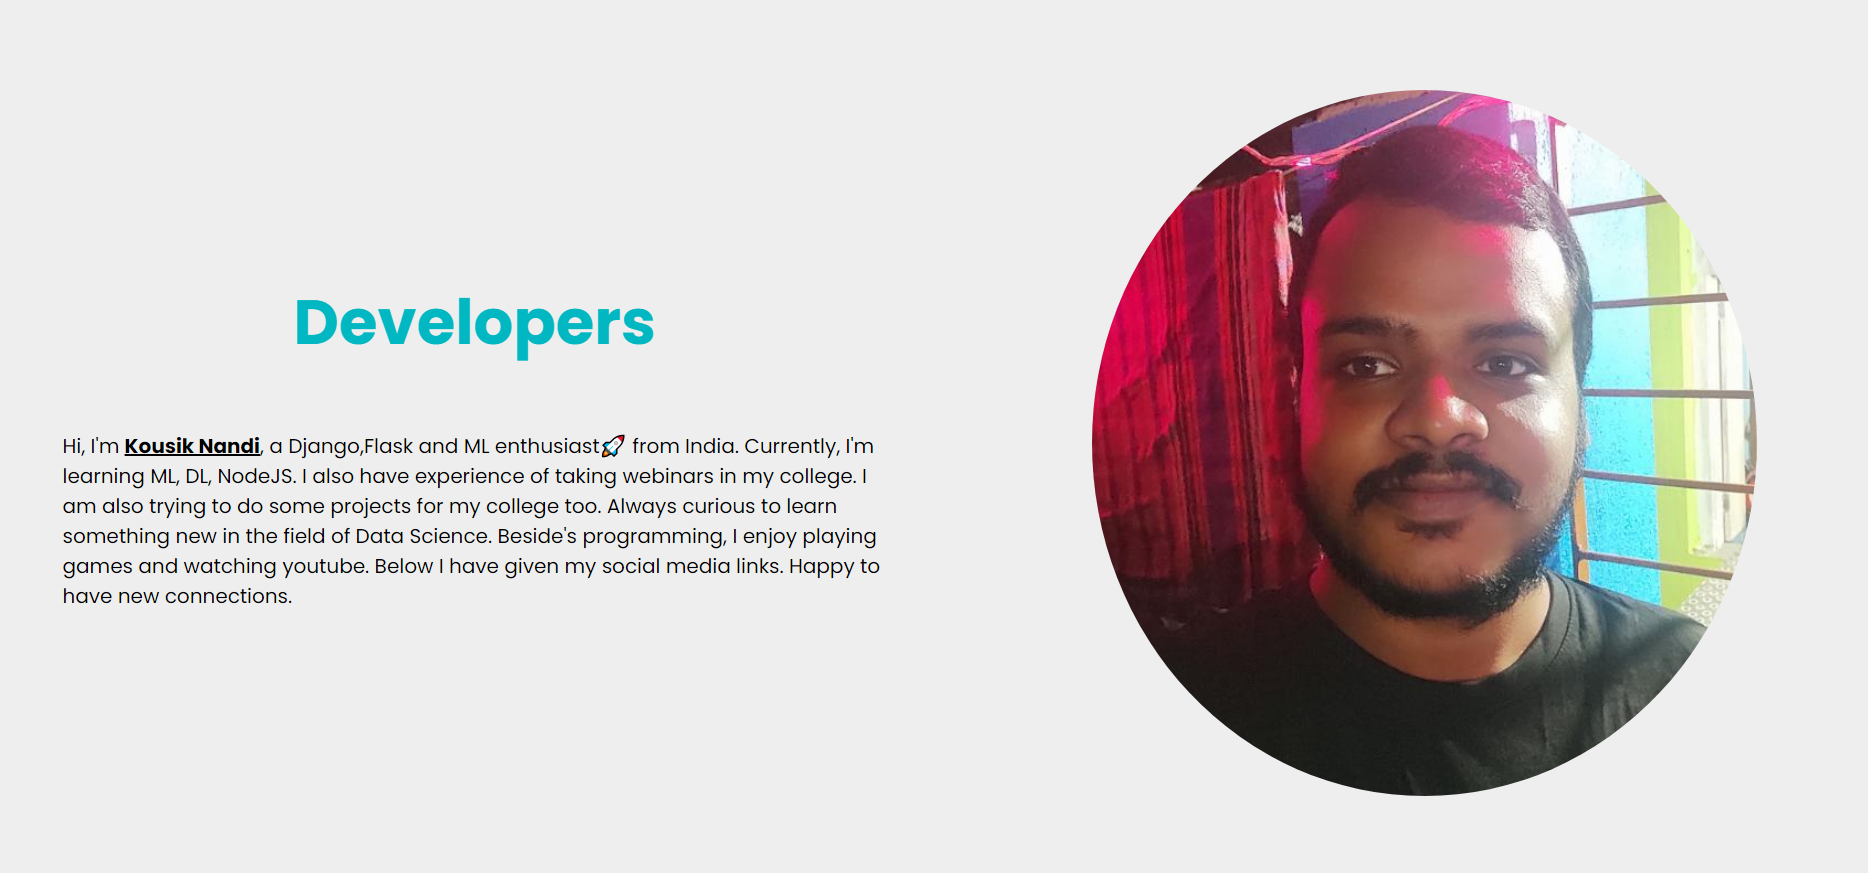 Developers
Hi, I'm Kousik Nandi, a Django,Flask and ML enthusiast🚀 from India. Currently, I'm
learning ML, DL, NodeJS. I also have experience of taking webinars in my college. I
am also trying to do some projects for my college too. Always curious to learn
something new in the field of Data Science. Beside's programming, I enjoy playing
games and watching youtube. Below I have given my social media links. Happy to
have new connections.